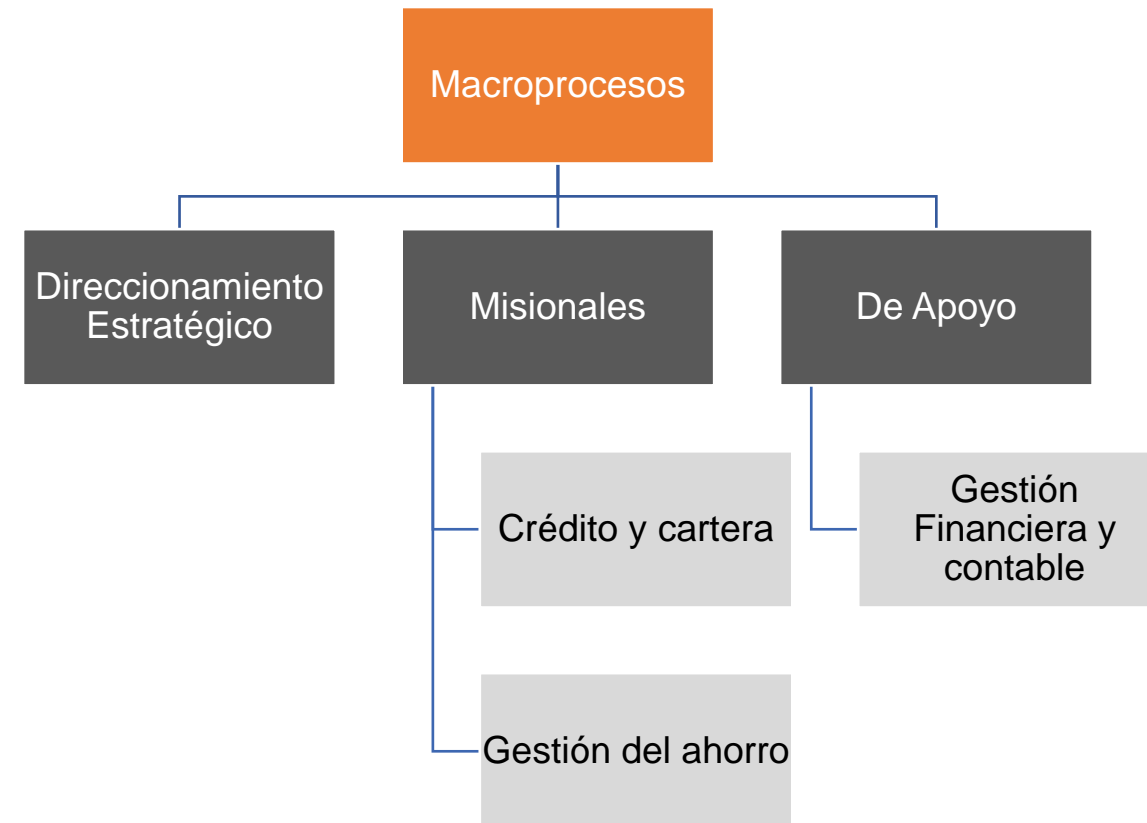 Macroprocesos
Direccionamiento
Estratégico
Misionales
De Apoyo
Crédito y cartera
Gestión
Financiera y
contable
Gestión del ahorro